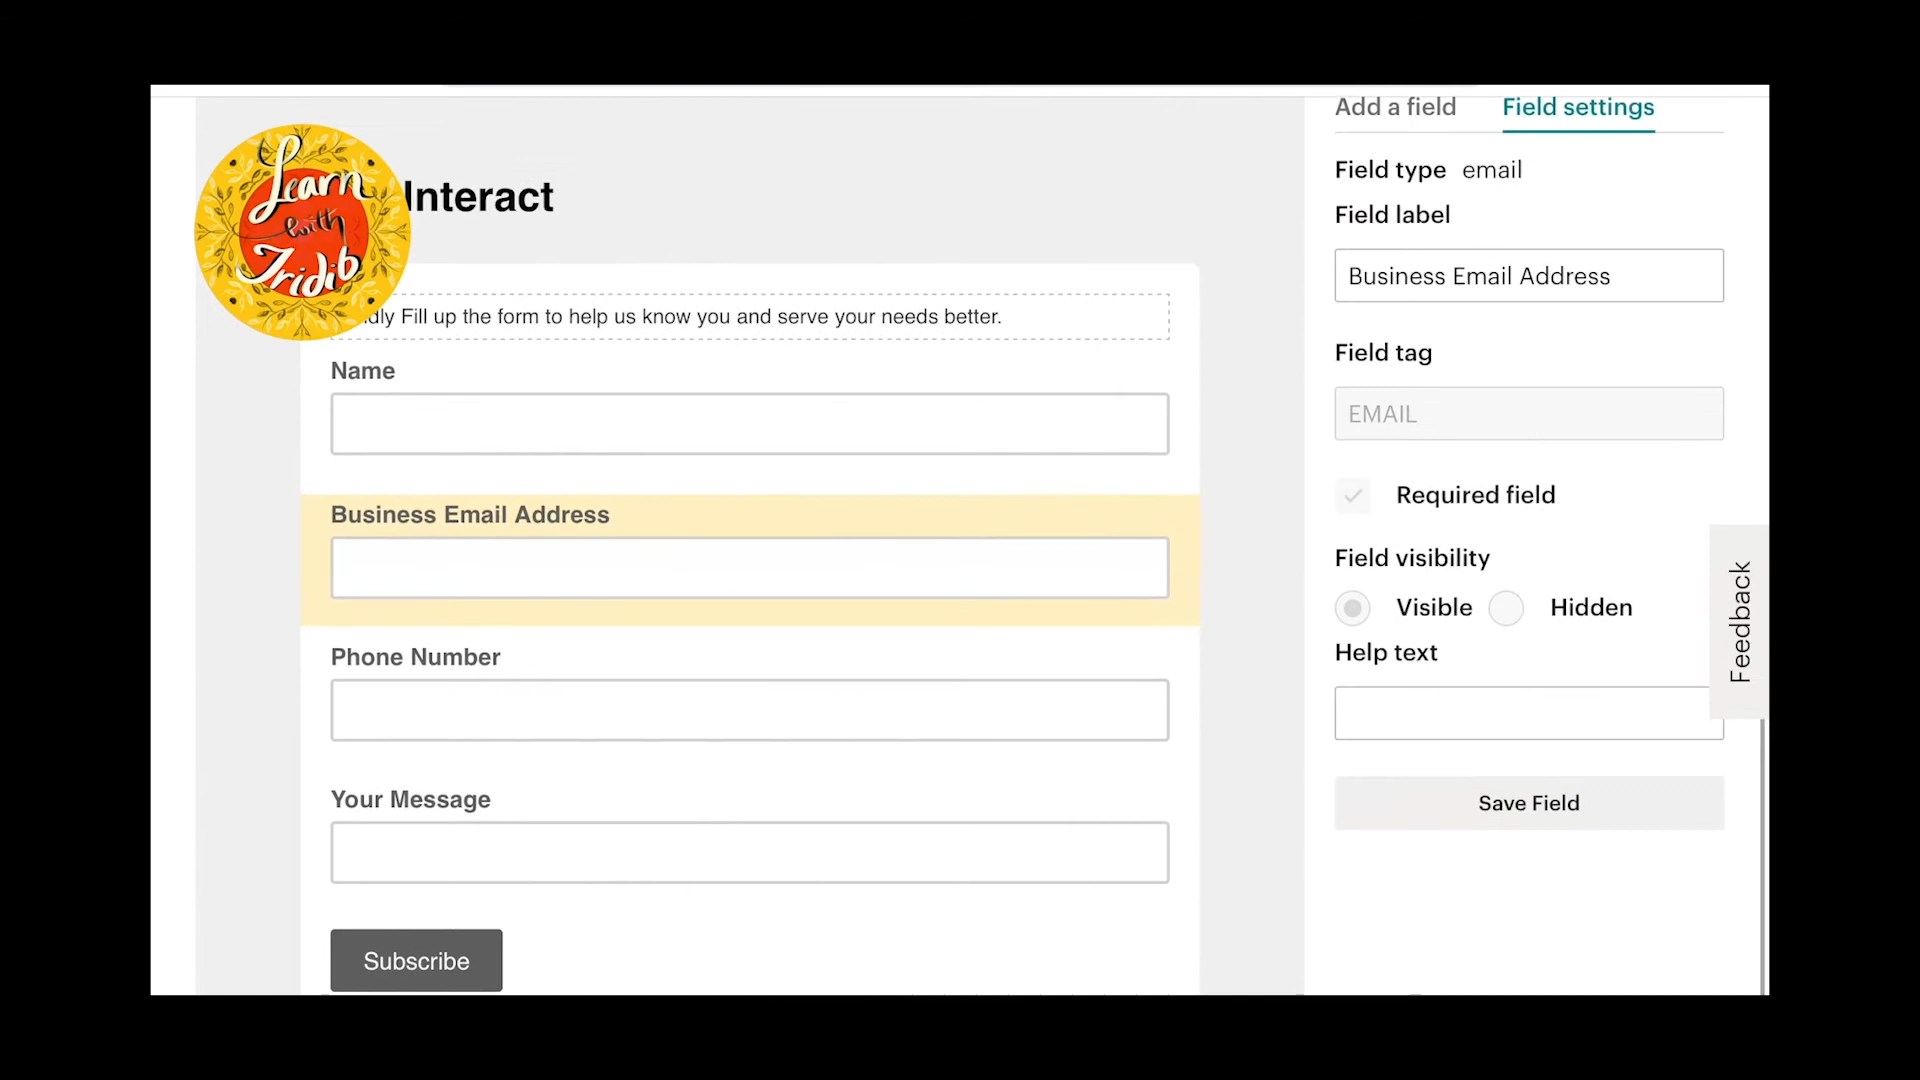 Add a field Field settings
Learn
with
Tridib
Interact
Field type email
Field label
Business Email Address
dly Fill up the form to help us know you and serve your needs better.
Name
Field tag
EMAIL
Required field
Business Email Address
Field visibility
Visible Hidden
Help text
Feedback
Phone Number
Your Message
Save Field
Subscribe